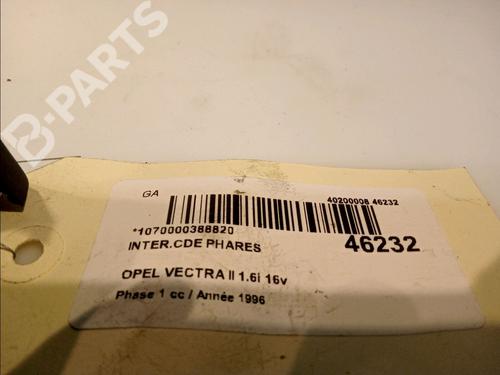 B-PARTS
GA
40200008 46232
*1070000388820
INTER.CDE PHARES
46232
OPEL VECTRA II 1.6i 16v
Phase 1 cc / Année 1996